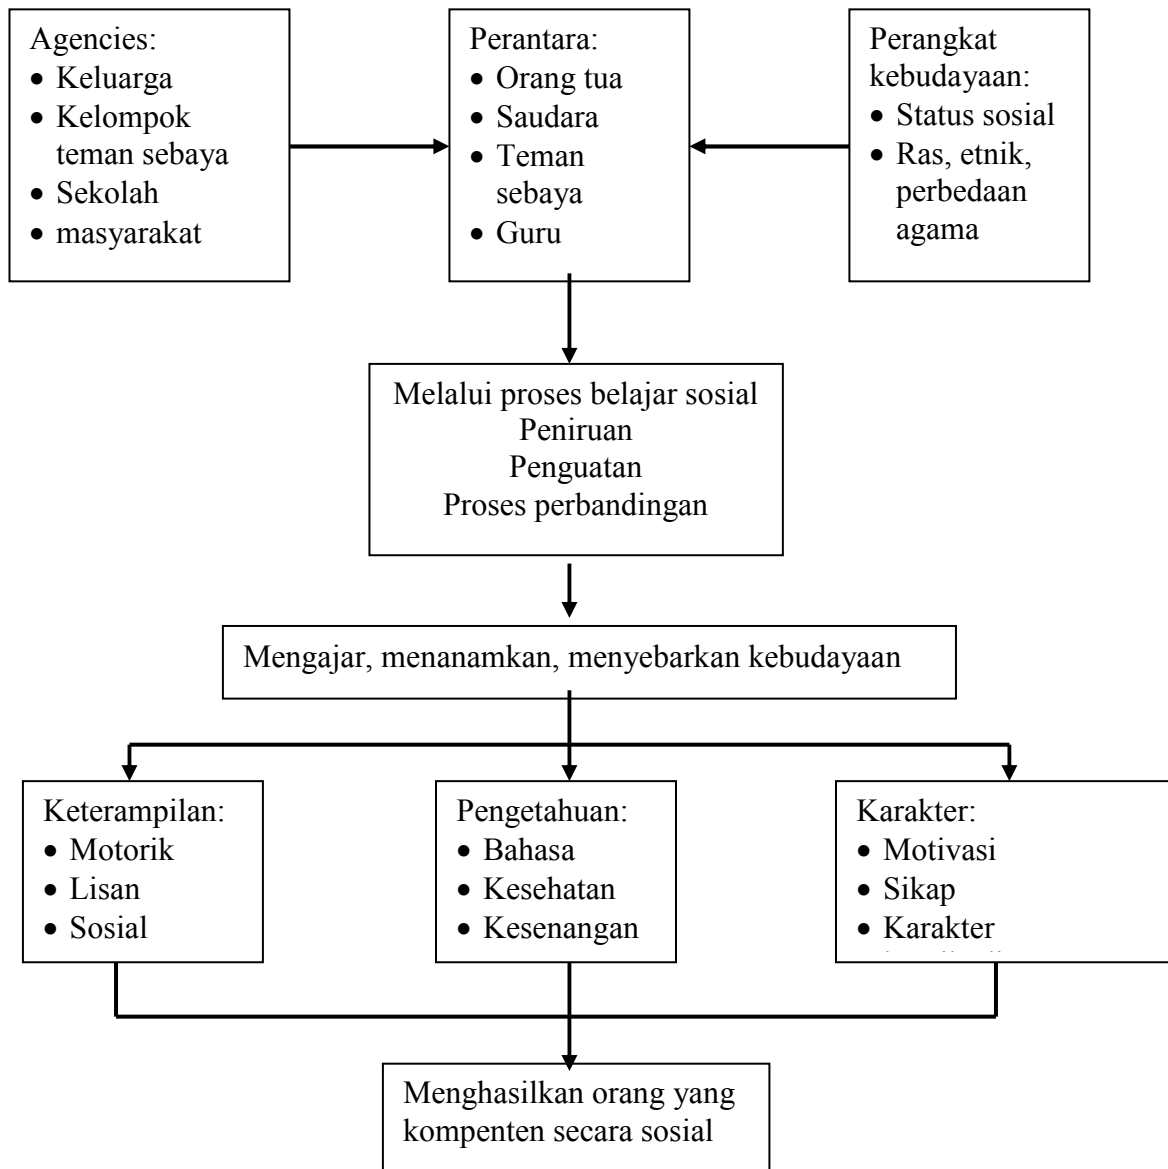 Agencies:
• Keluarga
• Kelompok
teman sebaya
• Sekolah
• masyarakat
Perantara:
• Orang tua
• Saudara
• Teman
sebaya
• Guru
Perangkat
kebudayaan:
• Status sosial
• Ras, etnik,
perbedaan
agama
Melalui proses belajar sosial
Peniruan
Penguatan
Proses perbandingan
Mengajar, menanamkan, menyebarkan kebudayaan
Keterampilan:
• Motorik
• Lisan
• Sosial
Pengetahuan:
• Bahasa
• Kesehatan
• Kesenangan
Karakter:
• Motivasi
• Sikap
• Karakter
Menghasilkan orang yang
kompenten secara sosial